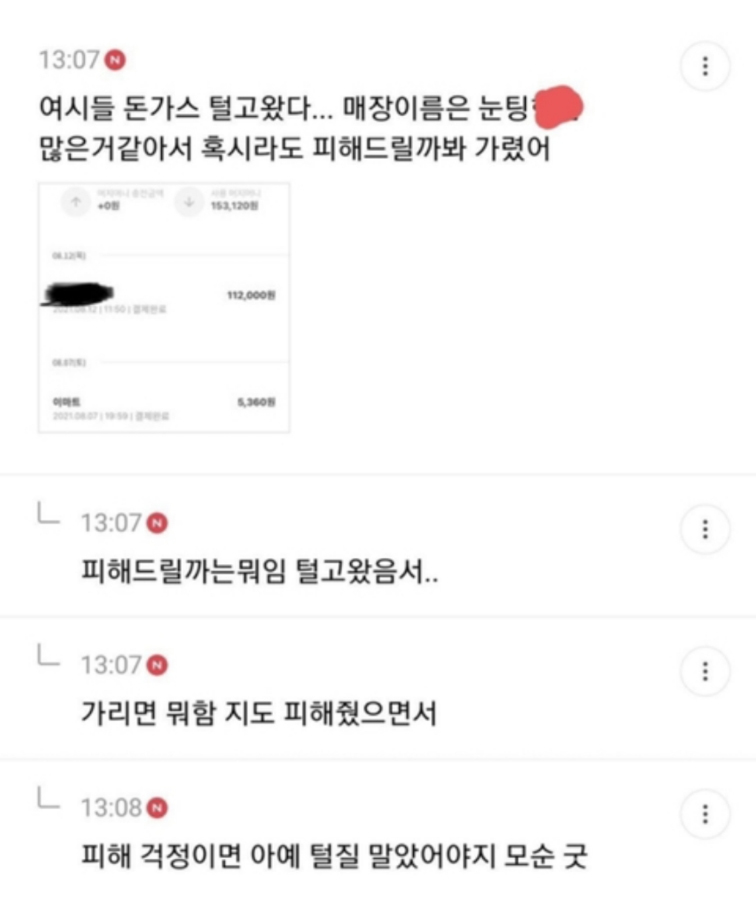 13:07 N
여시들 돈가스 털고왔다... 매장이름은 눈팅
많은거같아서 혹시라도 피해드릴까봐 가렸어
+0원
153,120원
08.12(목)
112,000원
2021.08.12 | 11:50 | 결제완료
08.07(토)
이마트
5,360원
2021.08.07 | 19:59 | 결제완료
13:07 N
피해드릴까는뭐임 털고왔음서..
13:07 N
가리면 뭐함 지도 피해줬으면서
13:08 N
피해 걱정이면 아예 털질 말았어야지 모순 굿